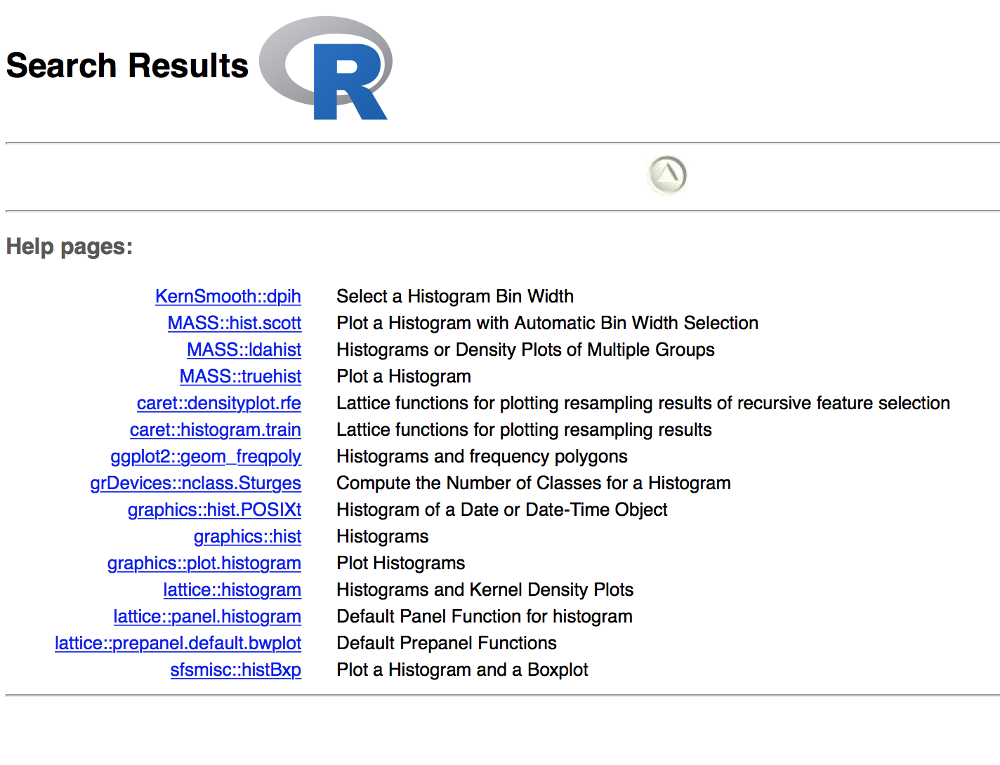 Search Results R
Help pages:
KernSmooth::dpih Select a Histogram Bin Width
MASS::hist.scott Plot a Histogram with Automatic Bin Width Selection
MASS::ldahist Histograms or Density Plots of Multiple Groups
MASS::truehist Plot a Histogram
caret::densityplot.rfe Lattice functions for plotting resampling results of recursive feature selection
caret::histogram.train Lattice functions for plotting resampling results
ggplot2::geom_freqpoly Histograms and frequency polygons
grDevices::nclass.Sturges Compute the Number of Classes for a Histogram
graphics::hist.POSIXt Histogram of a Date or Date-Time Object
graphics::hist Histograms
graphics::plot.histogram Plot Histograms
lattice::histogram Histograms and Kernel Density Plots
lattice::panel.histogram Default Panel Function for histogram
lattice::prepanel.default.bwplot Default Prepanel Functions
sfsmisc::histBxp Plot a Histogram and a Boxplot